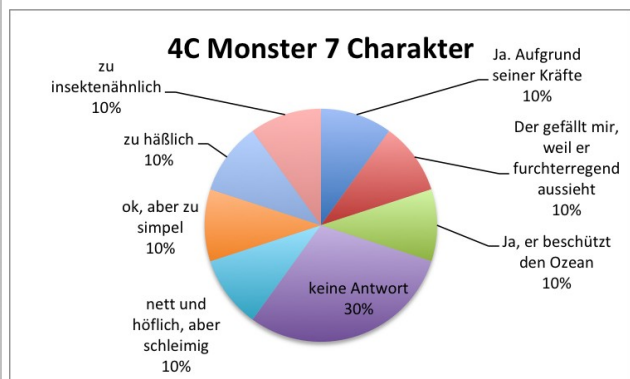 4C Monster 7 Charakter
Ja. Aufgrund
seiner Kräfte
10%
Der gefällt mir,
weil er
furchterregend
aussieht
10%
Ja, er beschützt
den Ozean
10%
keine Antwort
30%
nett und
höflich, aber
schleimig
10%
ok, aber zu
simpel
10%
zu häßlich
10%
zu
insektenähnlich
10%